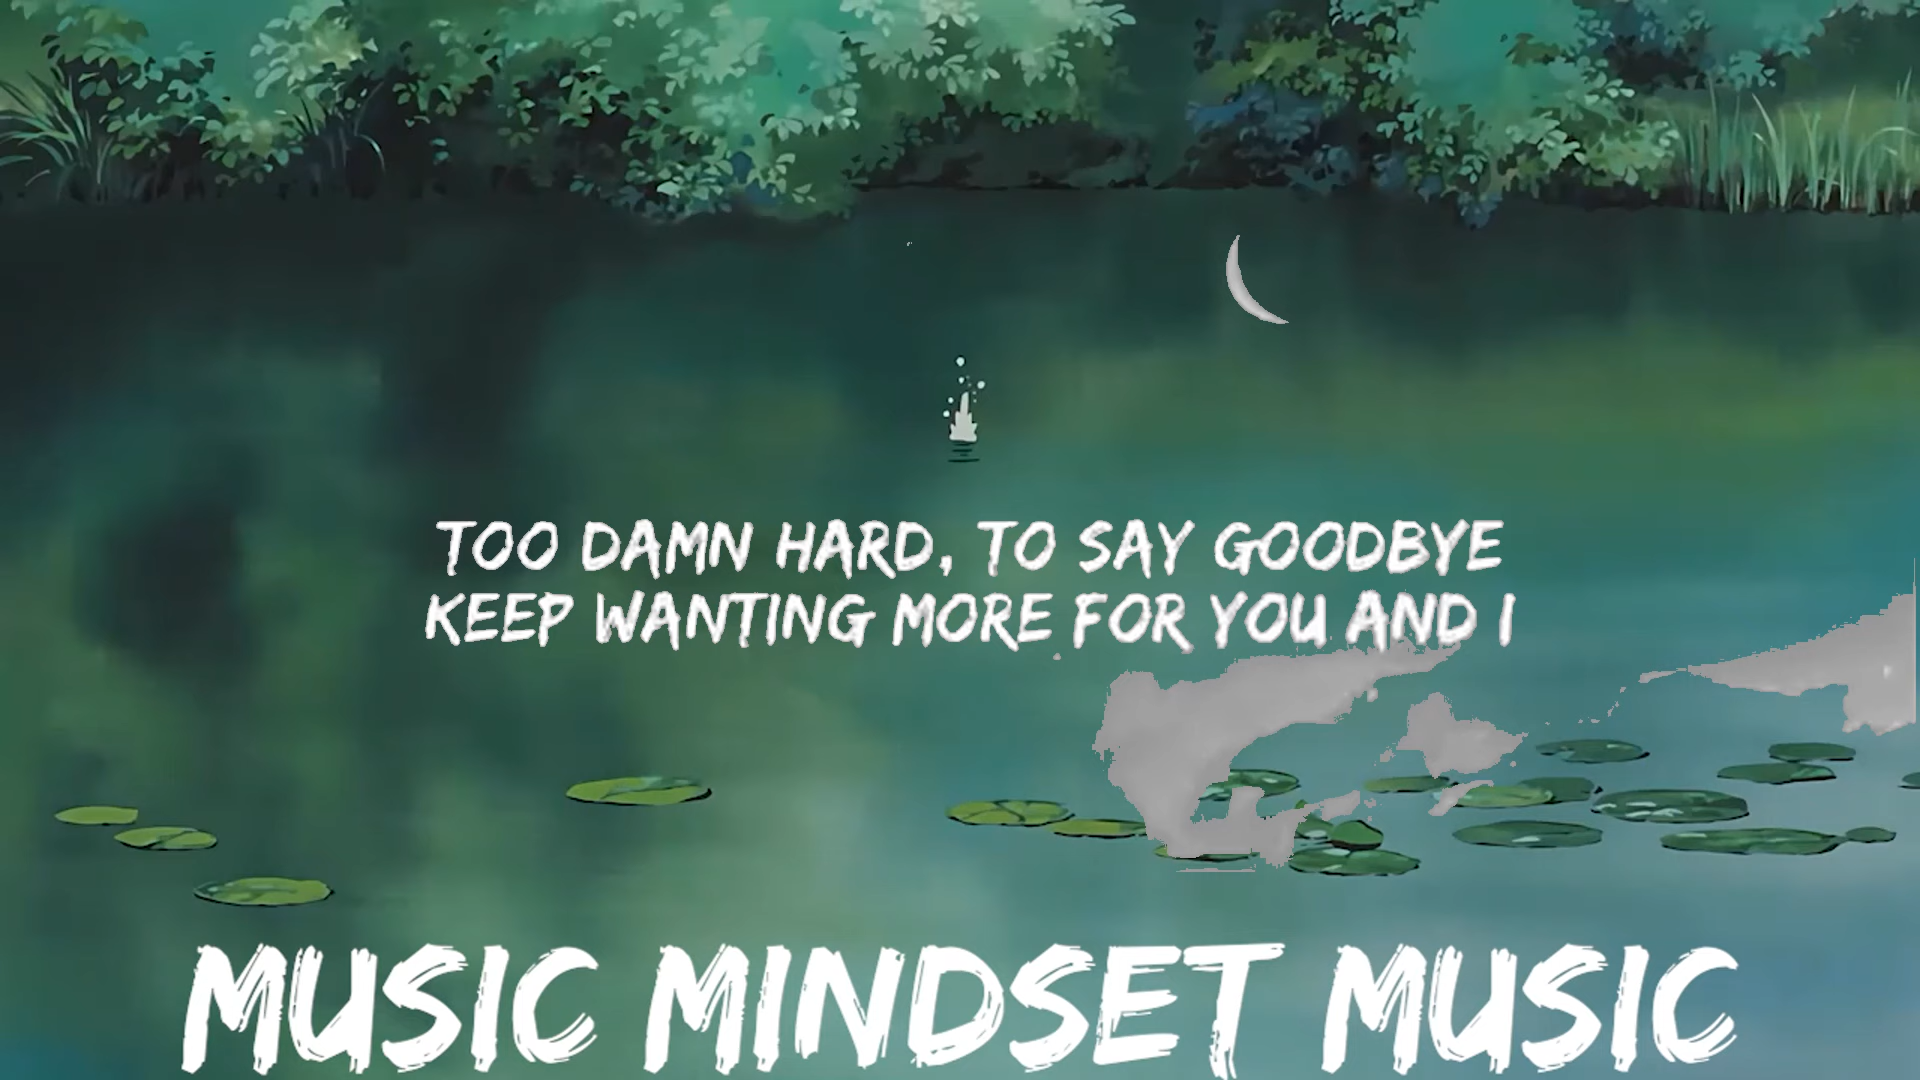 TOO DAMN HARD, TO SAY GOODBYE
KEEP WANTING MORE FOR YOU AND I
MUSIC MINDSET MUSIC